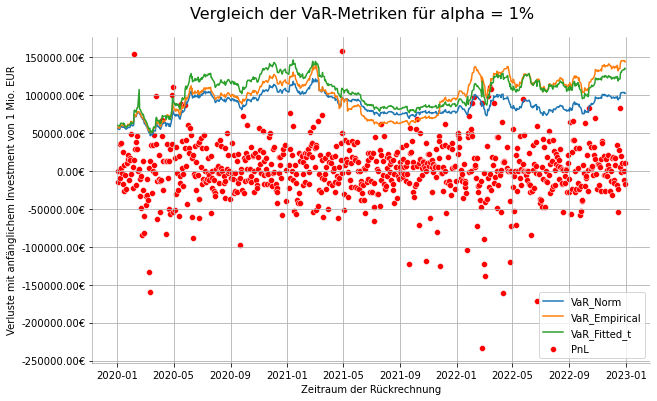 Vergleich der VaR-Metriken für alpha = 1%
Verluste mit anfänglichem Investment von 1 Mio. EUR
150000.00€
100000.00€
50000.00€
0.00€
-50000.00€
-100000.00€
-150000.00€
-200000.00€
-250000.00€
VaR_Norm
VaR_Empirical
VaR_Fitted_t
PnL
2020-01 2020-05 2020-09 2021-01 2021-05 2021-09 2022-01 2022-05 2022-09 2023-01
Zeitraum der Rückrechnung